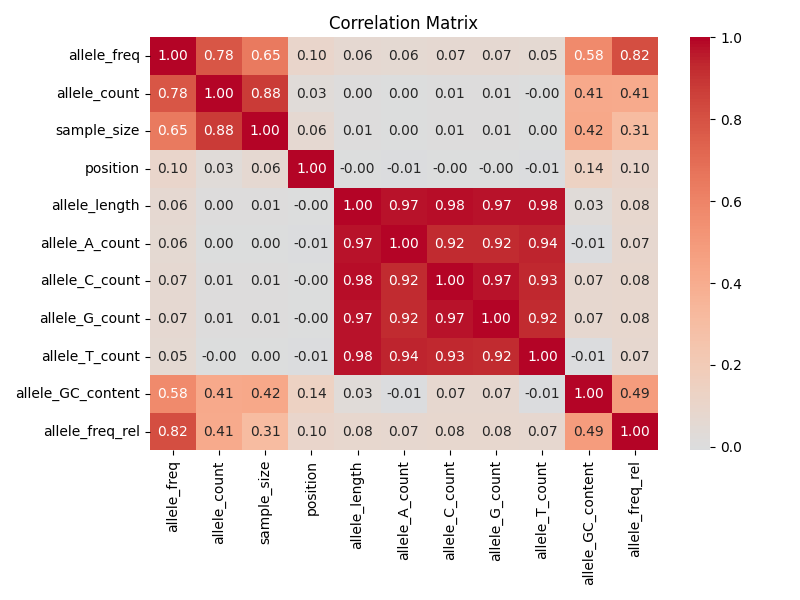 Correlation Matrix
allele_freq 1.00 0.78 0.65 0.10 0.06 0.06 0.07 0.07 0.05 0.58 0.82
allele_count 0.78 1.00 0.88 0.03 0.00 0.00 0.01 0.01 -0.00 0.41 0.41
sample_size 0.65 0.88 1.00 0.06 0.01 0.00 0.01 0.01 0.00 0.42 0.31
position 0.10 0.03 0.06 1.00 -0.00 -0.01 -0.00 -0.00 -0.01 0.14 0.10
allele_length 0.06 0.00 0.01 -0.00 1.00 0.97 0.98 0.97 0.98 0.03 0.08
allele_A_count 0.06 0.00 0.00 -0.01 0.97 1.00 0.92 0.92 0.94 -0.01 0.07
allele_C_count 0.07 0.01 0.01 -0.00 0.98 0.92 1.00 0.97 0.93 0.07 0.08
allele_G_count 0.07 0.01 0.01 -0.00 0.97 0.92 0.97 1.00 0.92 0.07 0.08
allele_T_count 0.05 -0.00 0.00 -0.01 0.98 0.94 0.93 0.92 1.00 -0.01 0.07
allele_GC_content 0.58 0.41 0.42 0.14 0.03 -0.01 0.07 0.07 -0.01 1.00 0.49
allele_freq_rel 0.82 0.41 0.31 0.10 0.08 0.07 0.08 0.08 0.07 0.49 1.00
allele_freq
allele_count
sample_size
position
allele_length
allele_A_count
allele_C_count
allele_G_count
allele_T_count
allele_GC_content
allele_freq_rel
1.0
0.8
0.6
0.4
0.2
0.0